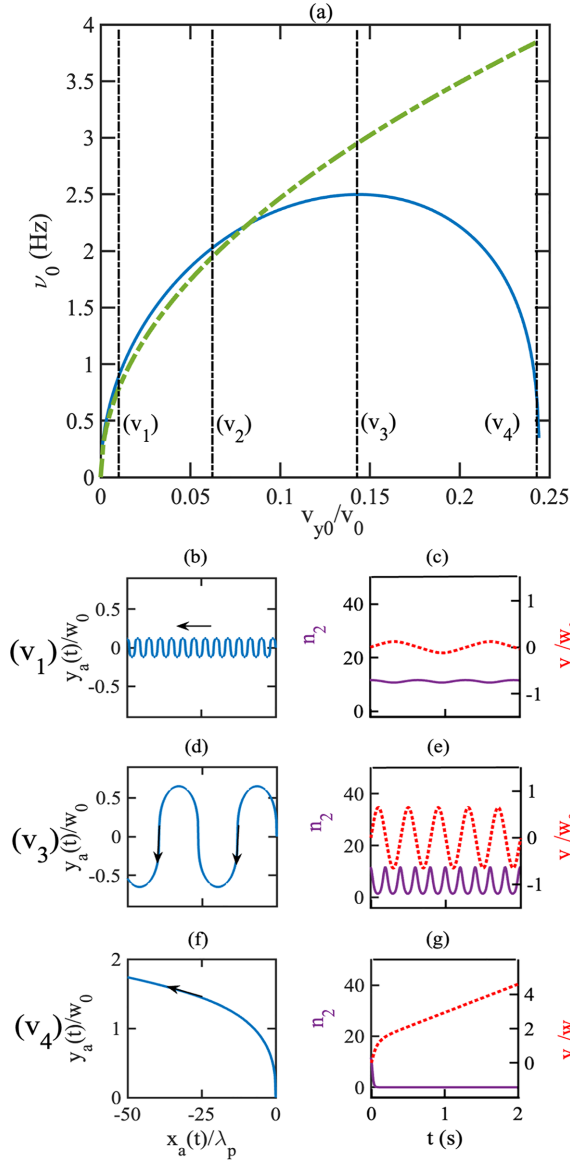 (a)
4
3.5
3
2.5
2
1.5
1
0.5
0
ν0 (Hz)
(v1) (v2) (v3) (v4)
0 0.05 0.1 0.15 0.2 0.25
vy0/v0
(b) (c)
(v1)
ya(t)/w0
0.5
0
-0.5
n2
40
20
0
1
0
-1
(d) (e)
(v3)
ya(t)/w0
0.5
0
-0.5
n2
40
20
0
1
0
-1
(f) (g)
(v4)
ya(t)/w0
2
1
0
-50 -25 0
xa(t)/λp
n2
50
40
20
0
4
2
0
0 1 2
t (s)